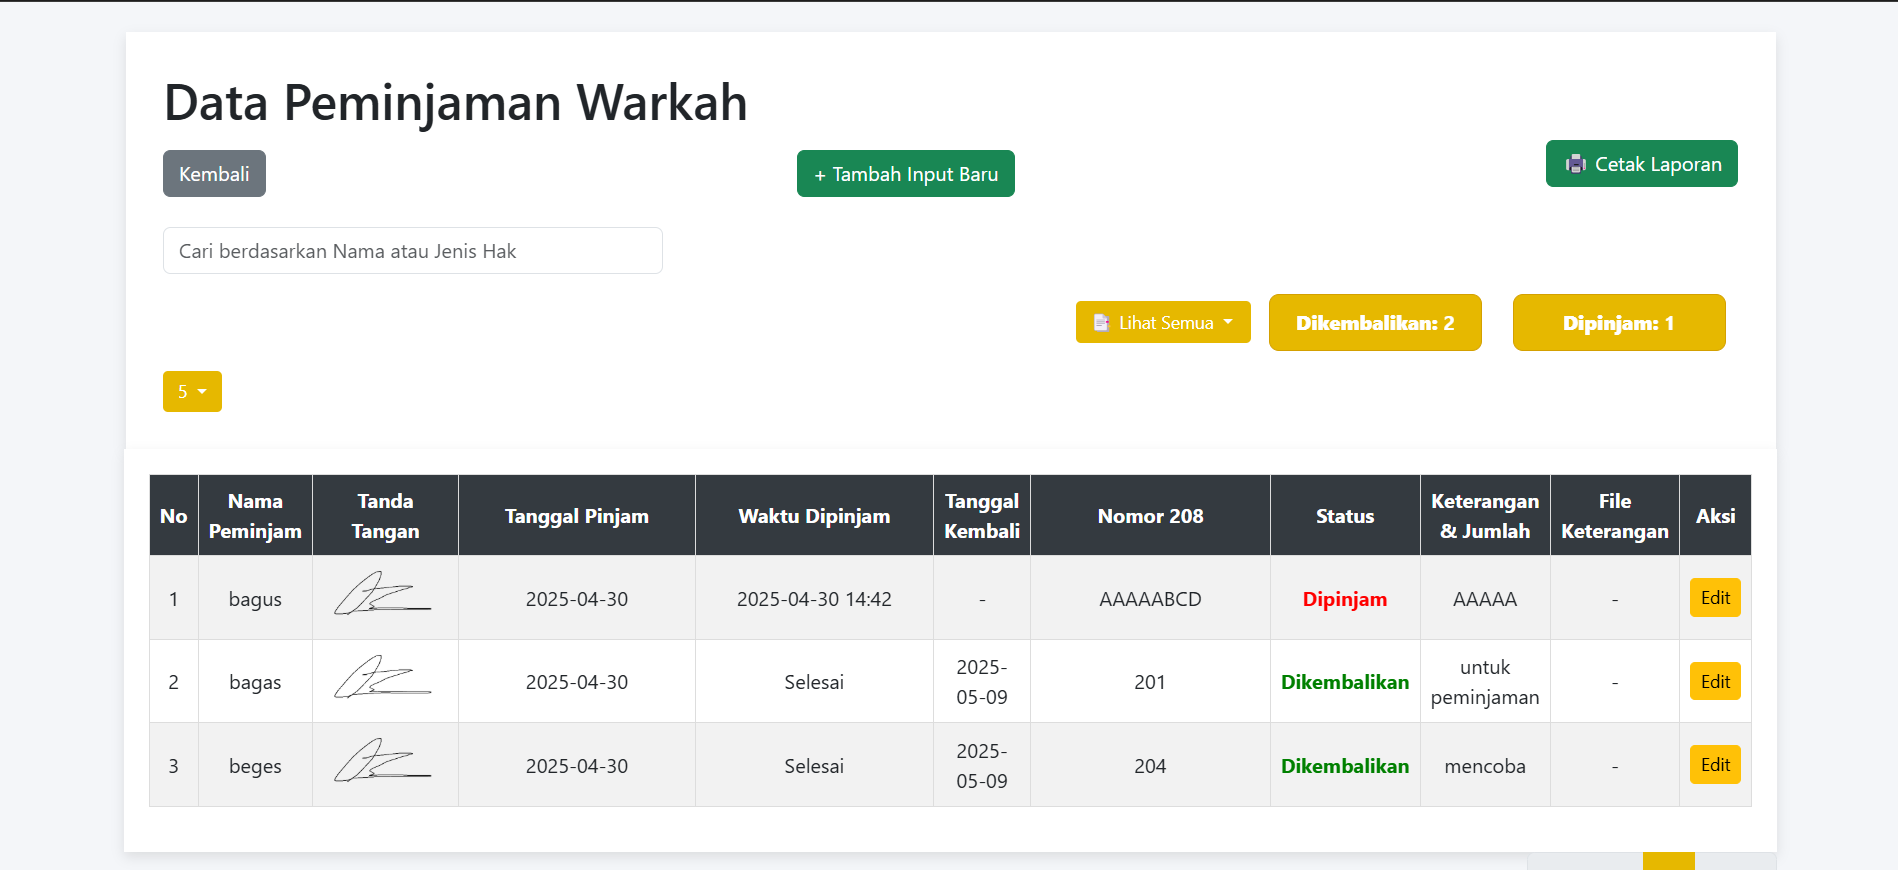 Data Peminjaman Warkah
Kembali
+ Tambah Input Baru
Cetak Laporan
Cari berdasarkan Nama atau Jenis Hak
Lihat Semua
Dikembalikan: 2
Dipinjam: 1
5
No
Nama
Peminjam
Tanda
Tangan
Tanggal Pinjam
Waktu Dipinjam
Tanggal
Kembali
Nomor 208
Status
Keterangan
& Jumlah
File
Keterangan
Aksi
1
bagus
2025-04-30
2025-04-30 14:42
-
AAAAABCD
Dipinjam
AAAAA
-
Edit
2
bagas
2025-04-30
Selesai
2025-
05-09
201
Dikembalikan
untuk
peminjaman
-
Edit
3
beges
2025-04-30
Selesai
2025-
05-09
204
Dikembalikan
mencoba
-
Edit